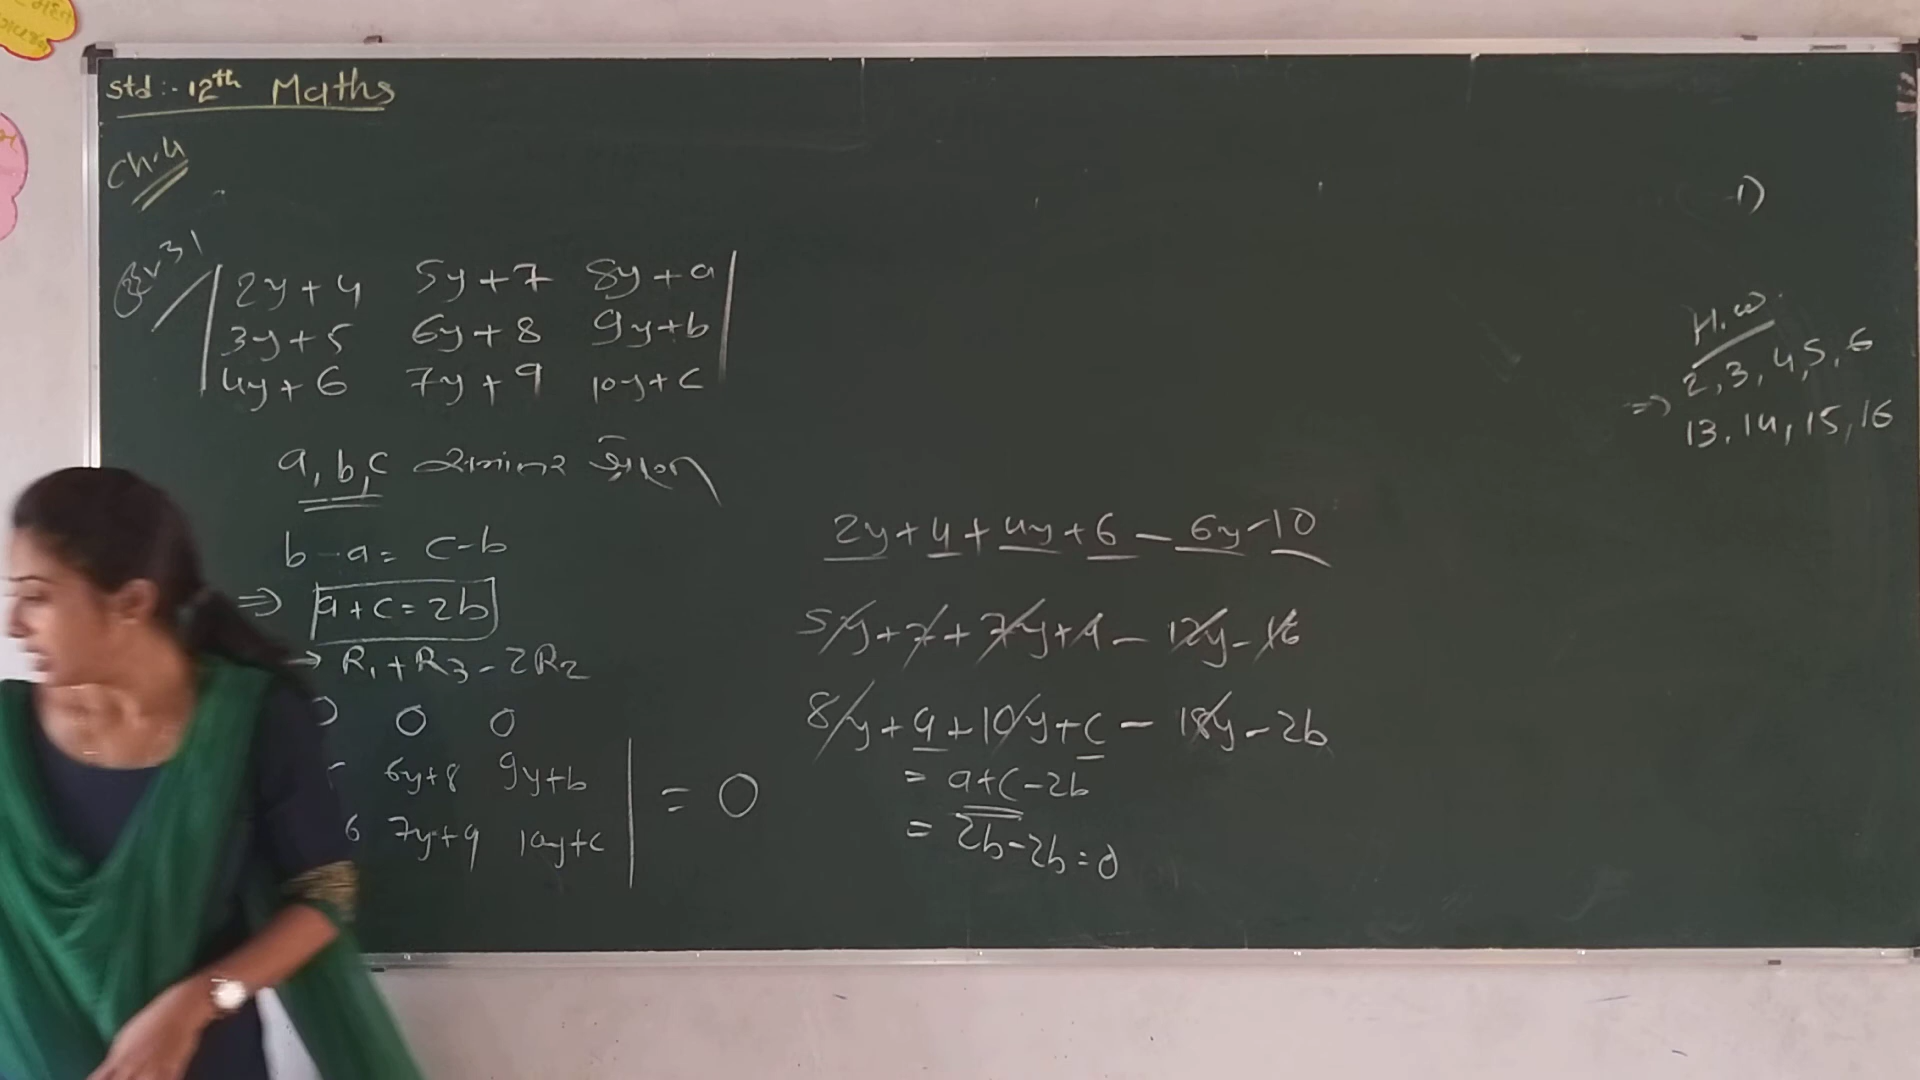 Std :- 12th Maths
Ch.4
31
2y+4 5y+7 8y+a
3y+5 6y+8 9y+b
4y+6 7y+9 10y+c
a, b, c સમાંતર
b-a = c-b
⇒ a+c=2b
→ R1+R3-2R2
0 0
6y+8 9y+b
6 7y+9 10y+c
= 0
2y+4+4y+6-6y-10
5y+7+7y+9-12y-16
8y+a+10y+c-18y-2b
= a+c-2b
= 2b-2b=0
1)
H.W.
2,3,4,5,6
⇒ 13,14,15,16